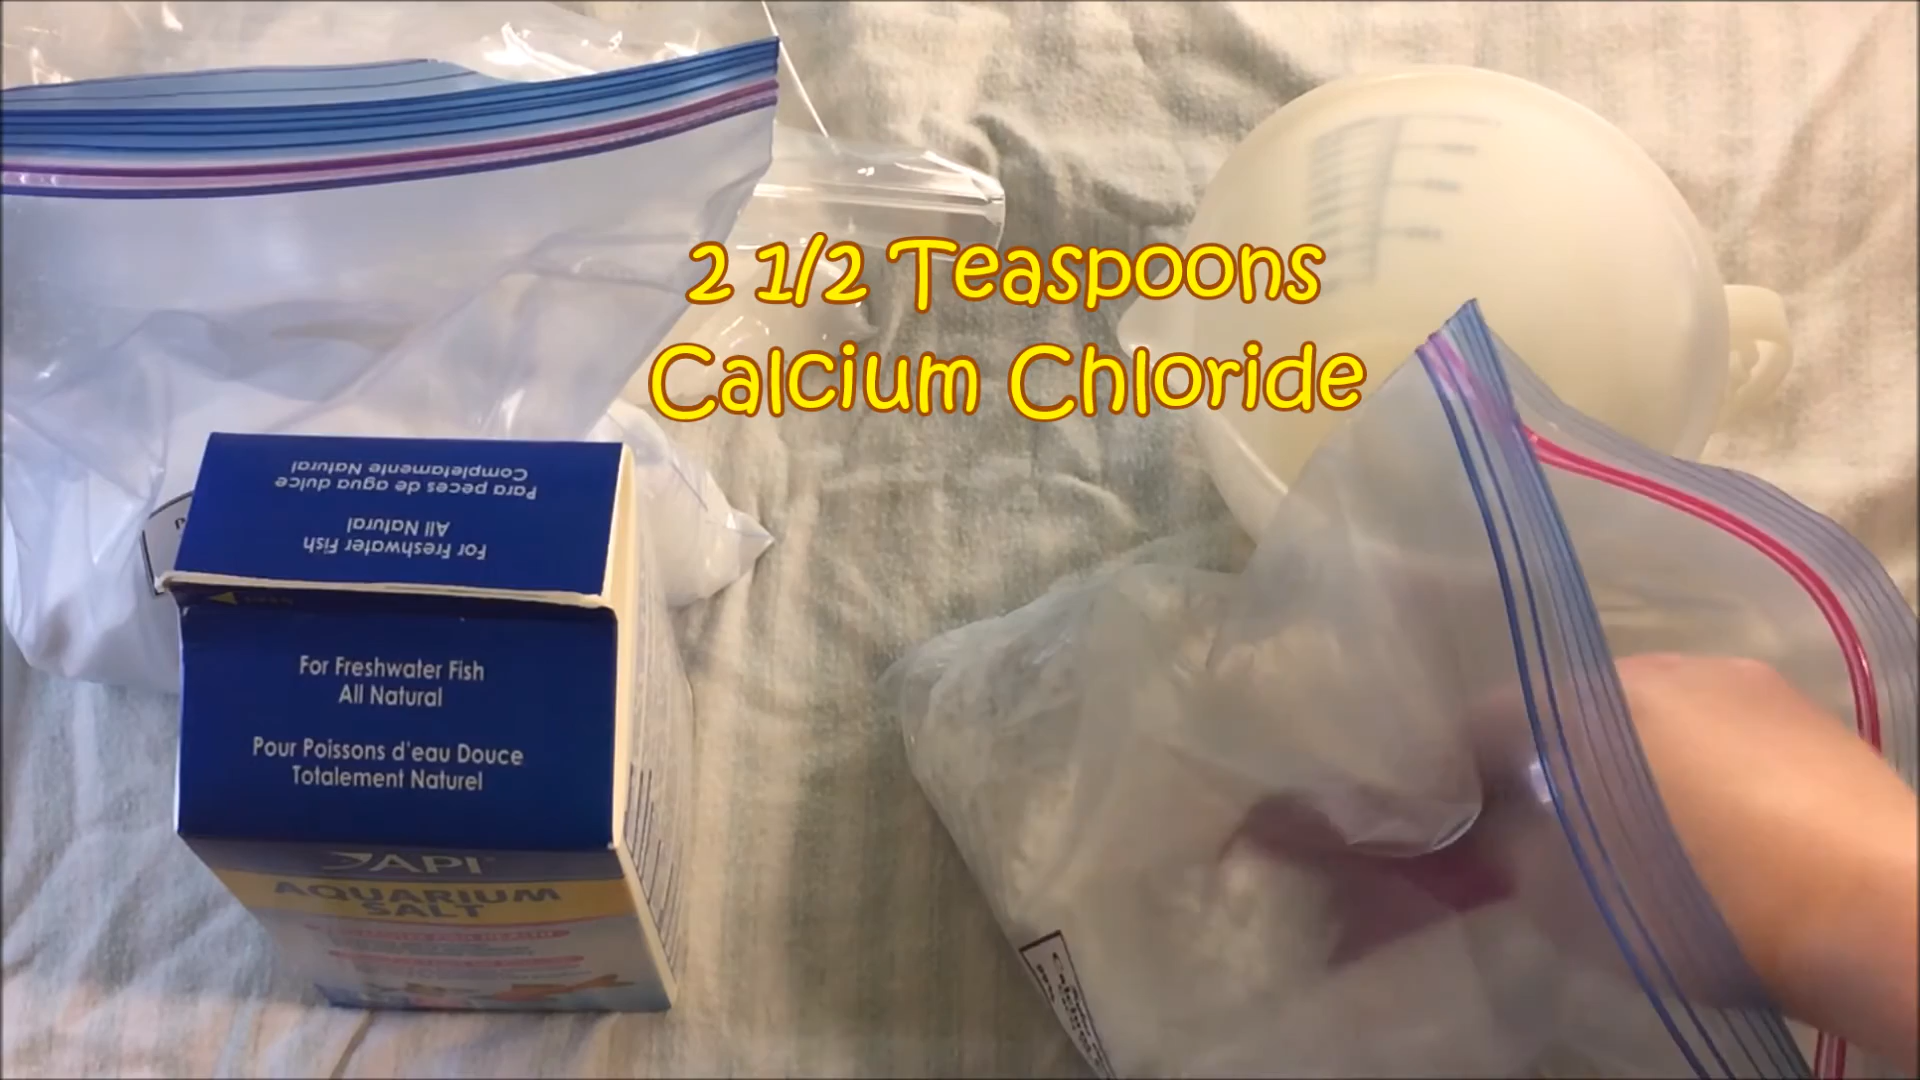 2 1/2 Teaspoons
Calcium Chloride
Para peces de agua dulce
Completamente Natural
For Freshwater Fish
All Natural
For Freshwater Fish
All Natural
Pour Poissons d'eau Douce
Totalement Naturel
API
AQUARIUM
SALT